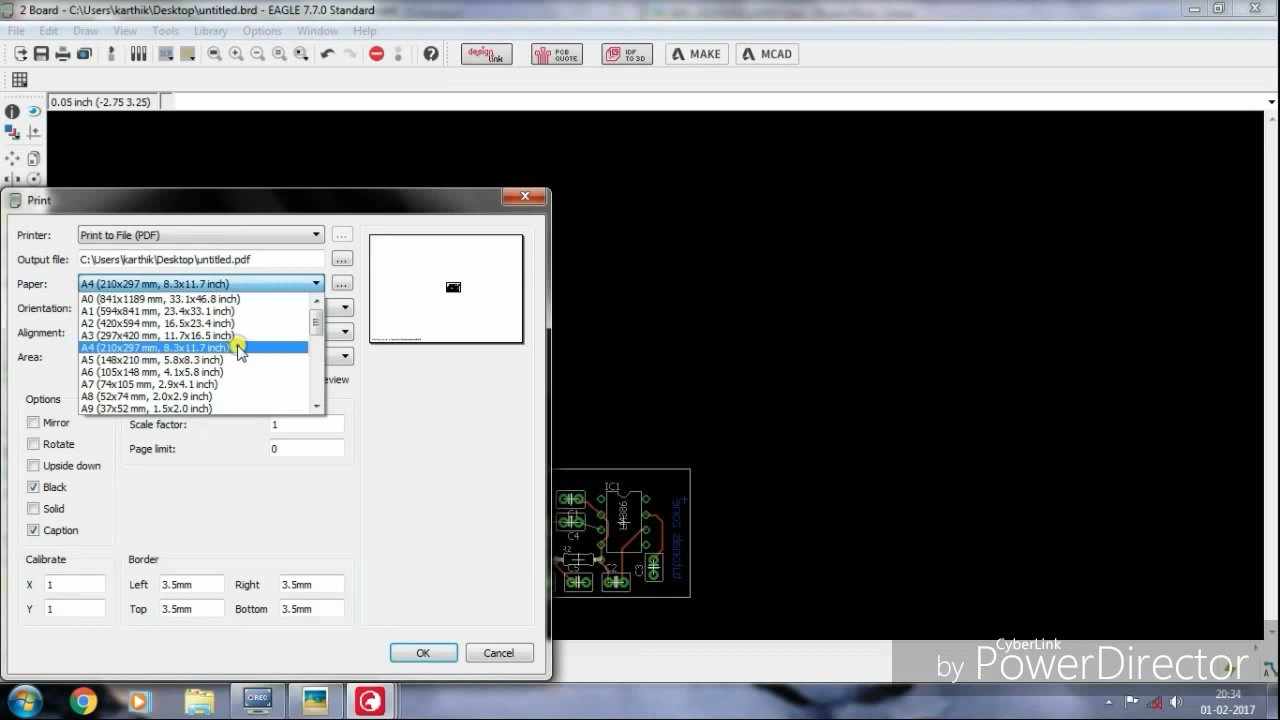 2 Board - C:\Users\karthik\Desktop\untitled.brd - EAGLE 7.7.0 Standard
File Edit Draw View Tools Library Options Window Help
design link
PCB QUOTE
IDF TO 3D
MAKE
MCAD
0.05 inch (-2.75 3.25)
Print
Printer: Print to File (PDF)
Output file: C:\Users\karthik\Desktop\untitled.pdf
Paper: A4 (210x297 mm, 8.3x11.7 inch)
Orientation:
Alignment:
Area:
A0 (841x1189 mm, 33.1x46.8 inch)
A1 (594x841 mm, 23.4x33.1 inch)
A2 (420x594 mm, 16.5x23.4 inch)
A3 (297x420 mm, 11.7x16.5 inch)
A4 (210x297 mm, 8.3x11.7 inch)
A5 (148x210 mm, 5.8x8.3 inch)
A6 (105x148 mm, 4.1x5.8 inch)
A7 (74x105 mm, 2.9x4.1 inch)
A8 (52x74 mm, 2.0x2.9 inch)
A9 (37x52 mm, 1.5x2.0 inch)
Options
Mirror
Rotate
Upside down
Black
Solid
Caption
Scale factor: 1
Page limit: 0
Calibrate
X 1
Y 1
Border
Left 3.5mm Right 3.5mm
Top 3.5mm Bottom 3.5mm
OK Cancel
IC1
C4
C2
C3
tutorials zone
CyberLink
by PowerDirector
REC
20:34
01-02-2017